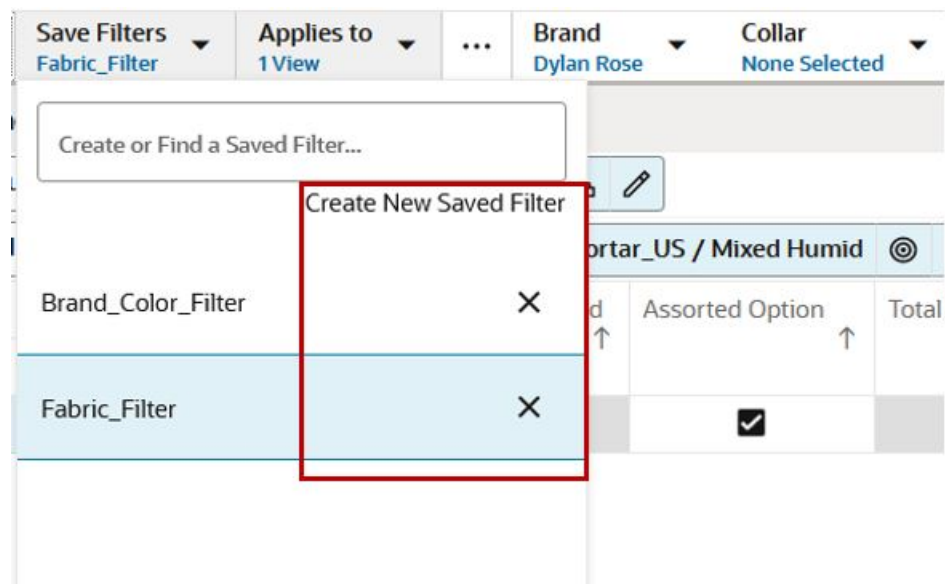 Save Filters
Fabric_Filter
Applies to
1 View
...
Brand
Dylan Rose
Collar
None Selected
Create or Find a Saved Filter...
Create New Saved Filter
ortar_US / Mixed Humid
Brand_Color_Filter
d
Assorted Option
Total
Fabric_Filter